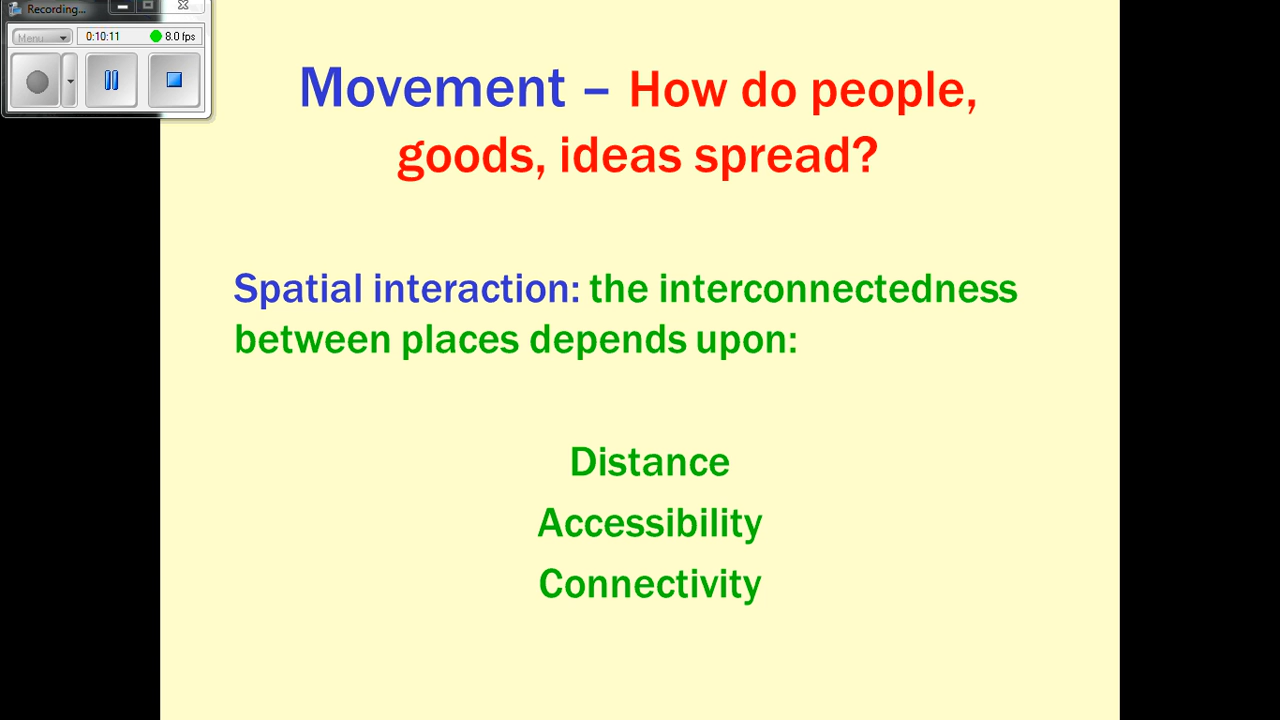 Recording...
Menu
0:10:11
8.0 fps
Movement – How do people,
goods, ideas spread?
Spatial interaction: the interconnectedness
between places depends upon:
Distance
Accessibility
Connectivity